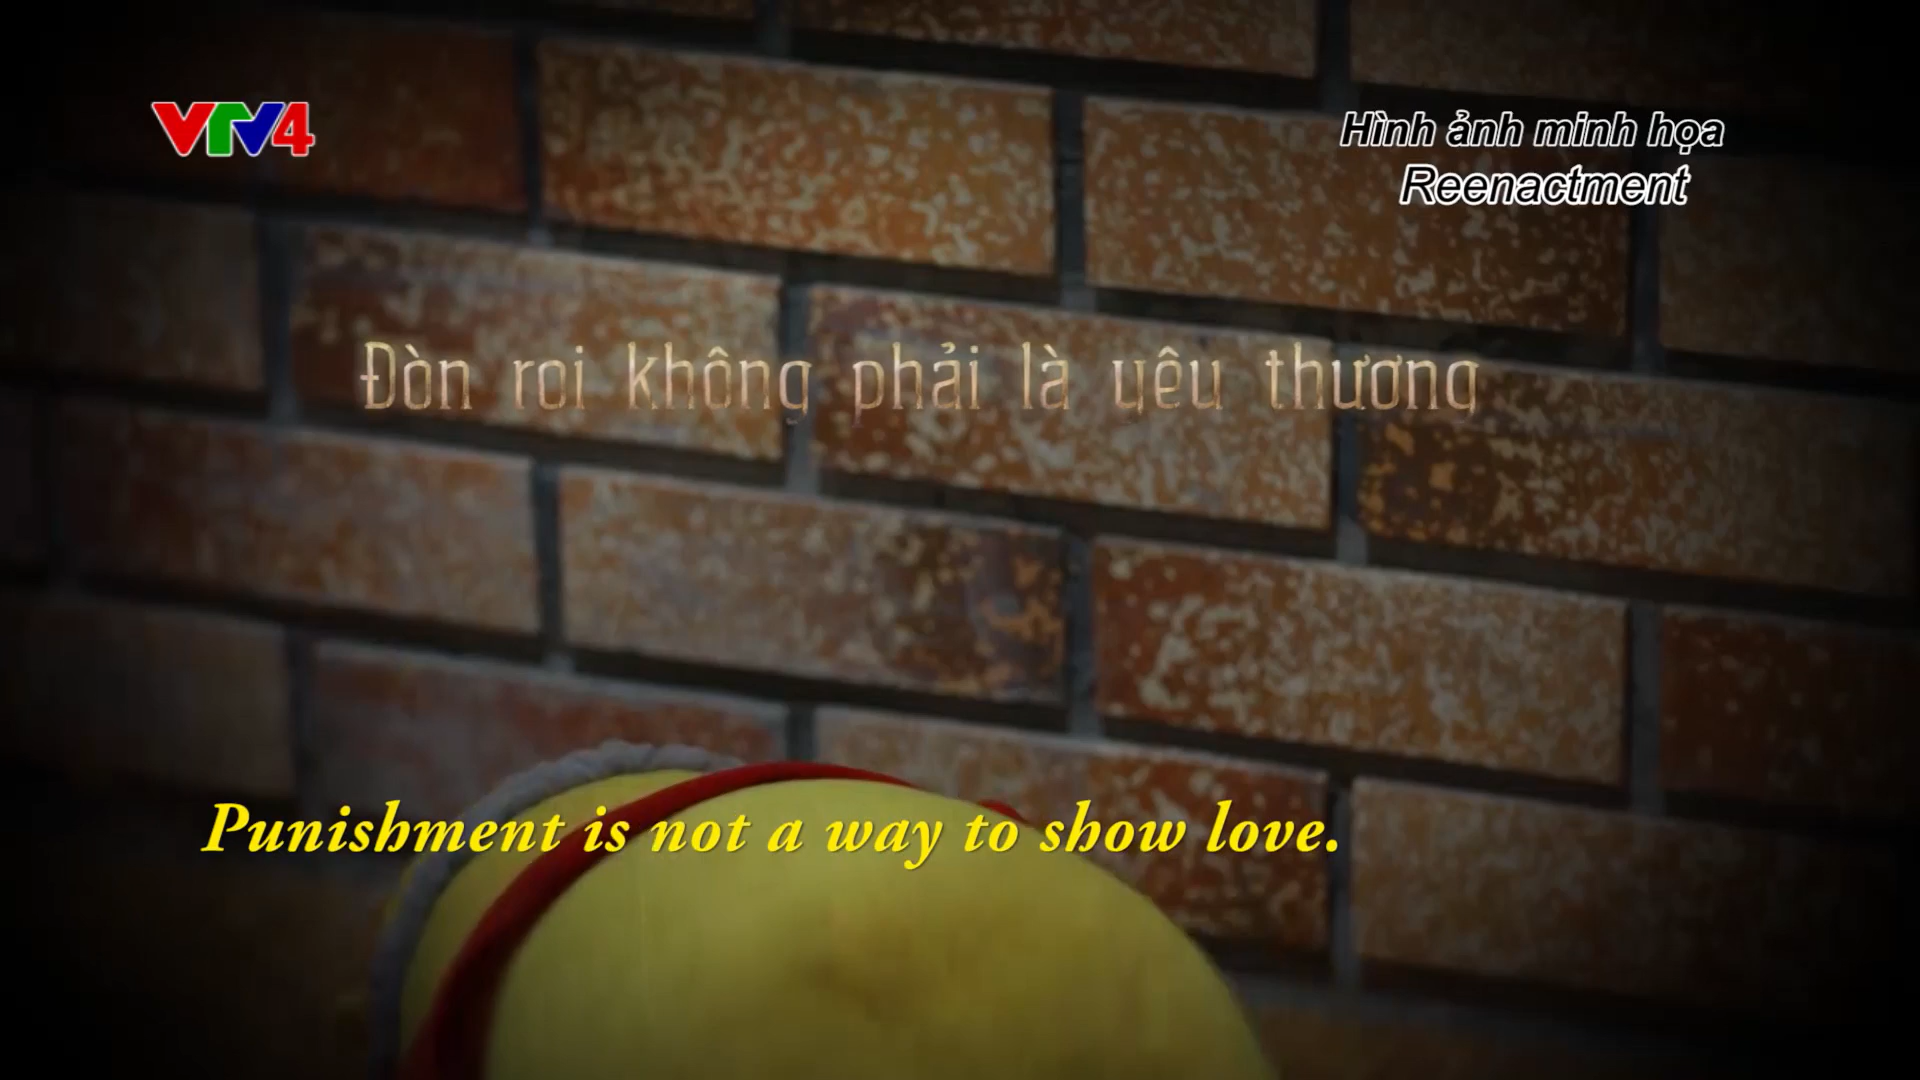 VTV4
Hình ảnh minh họa
Reenactment
Đòn roi không phải là yêu thương
Punishment is not a way to show love.